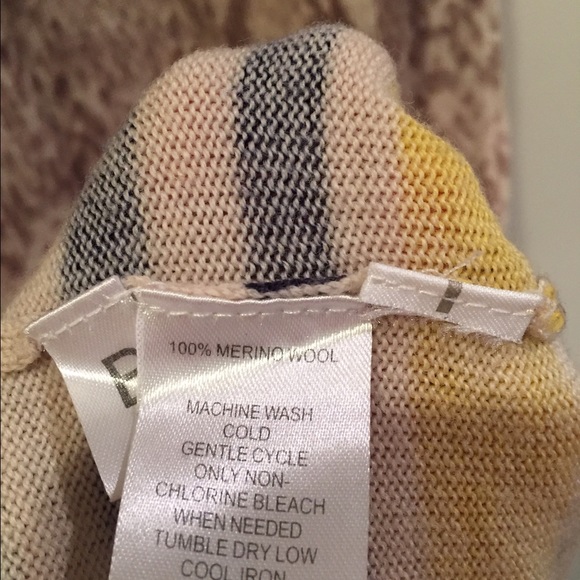 100% MERINO WOOL
MACHINE WASH
COLD
GENTLE CYCLE
ONLY NON-
CHLORINE BLEACH
WHEN NEEDED
TUMBLE DRY LOW
COOL IRON